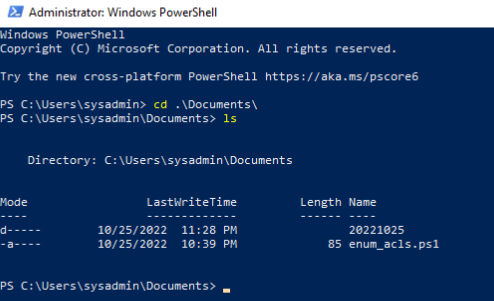 Administrator: Windows PowerShell
Windows PowerShell
Copyright (C) Microsoft Corporation. All rights reserved.
Try the new cross-platform PowerShell https://aka.ms/pscore6
PS C:\Users\sysadmin> cd .\Documents\
PS C:\Users\sysadmin\Documents> ls
Directory: C:\Users\sysadmin\Documents
Mode                 LastWriteTime         Length Name
----                 -------------         ------ ----
d-----        10/25/2022  11:28 PM                20221025
-a----        10/25/2022  10:39 PM             85 enum_acls.ps1
PS C:\Users\sysadmin\Documents> _